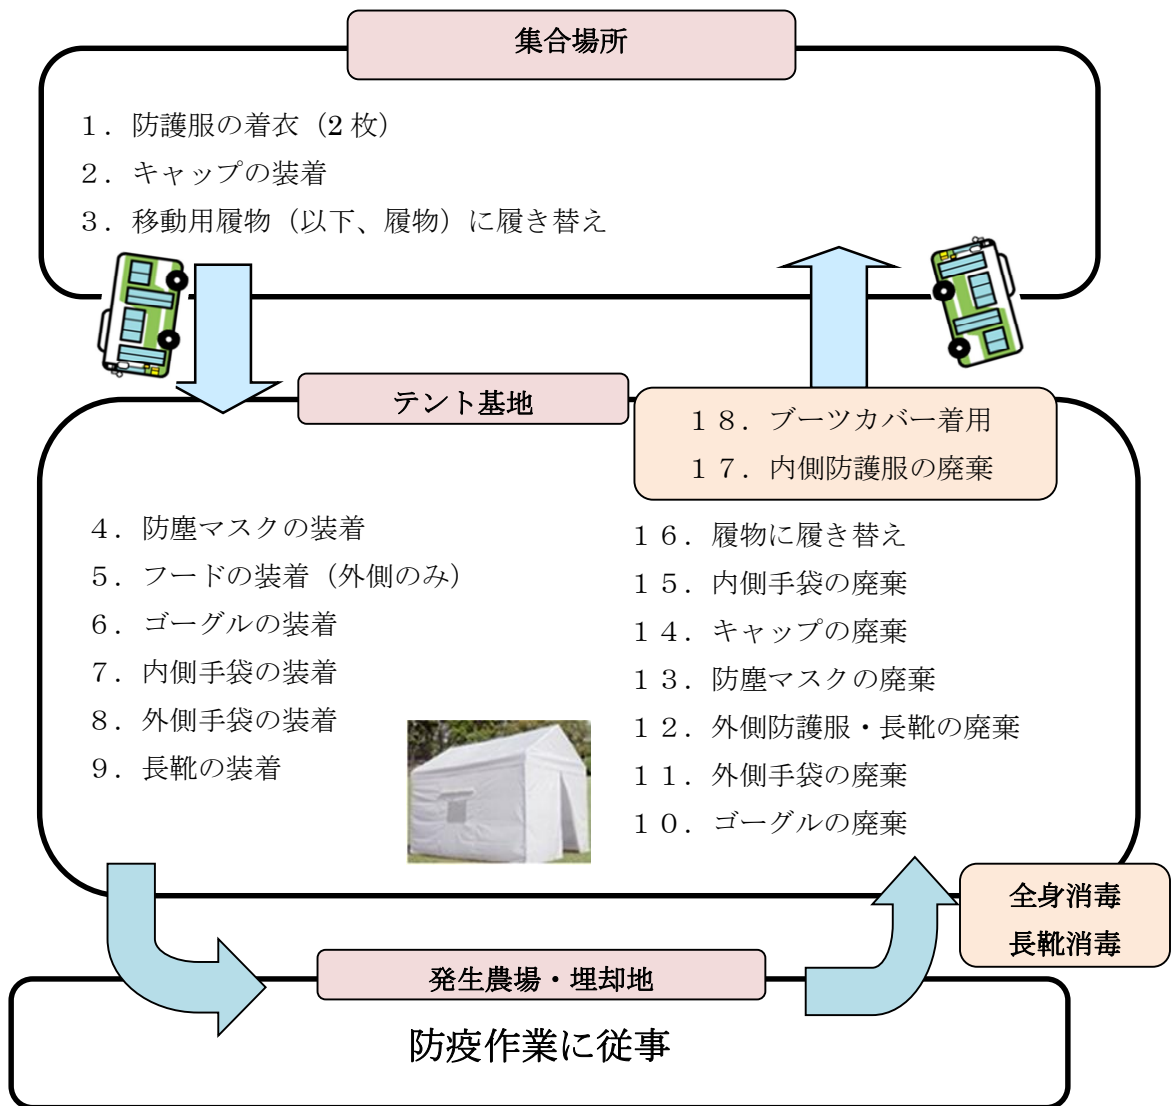 集合場所
１．防護服の着衣（2 枚）
２．キャップの装着
３．移動用履物（以下、履物）に履き替え
テント基地
１８．ブーツカバー着用
１７．内側防護服の廃棄
４．防塵マスクの装着
５．フードの装着（外側のみ）
６．ゴーグルの装着
７．内側手袋の装着
８．外側手袋の装着
９．長靴の装着
１６．履物に履き替え
１５．内側手袋の廃棄
１４．キャップの廃棄
１３．防塵マスクの廃棄
１２．外側防護服・長靴の廃棄
１１．外側手袋の廃棄
１０．ゴーグルの廃棄
全身消毒
長靴消毒
発生農場・埋却地
防疫作業に従事